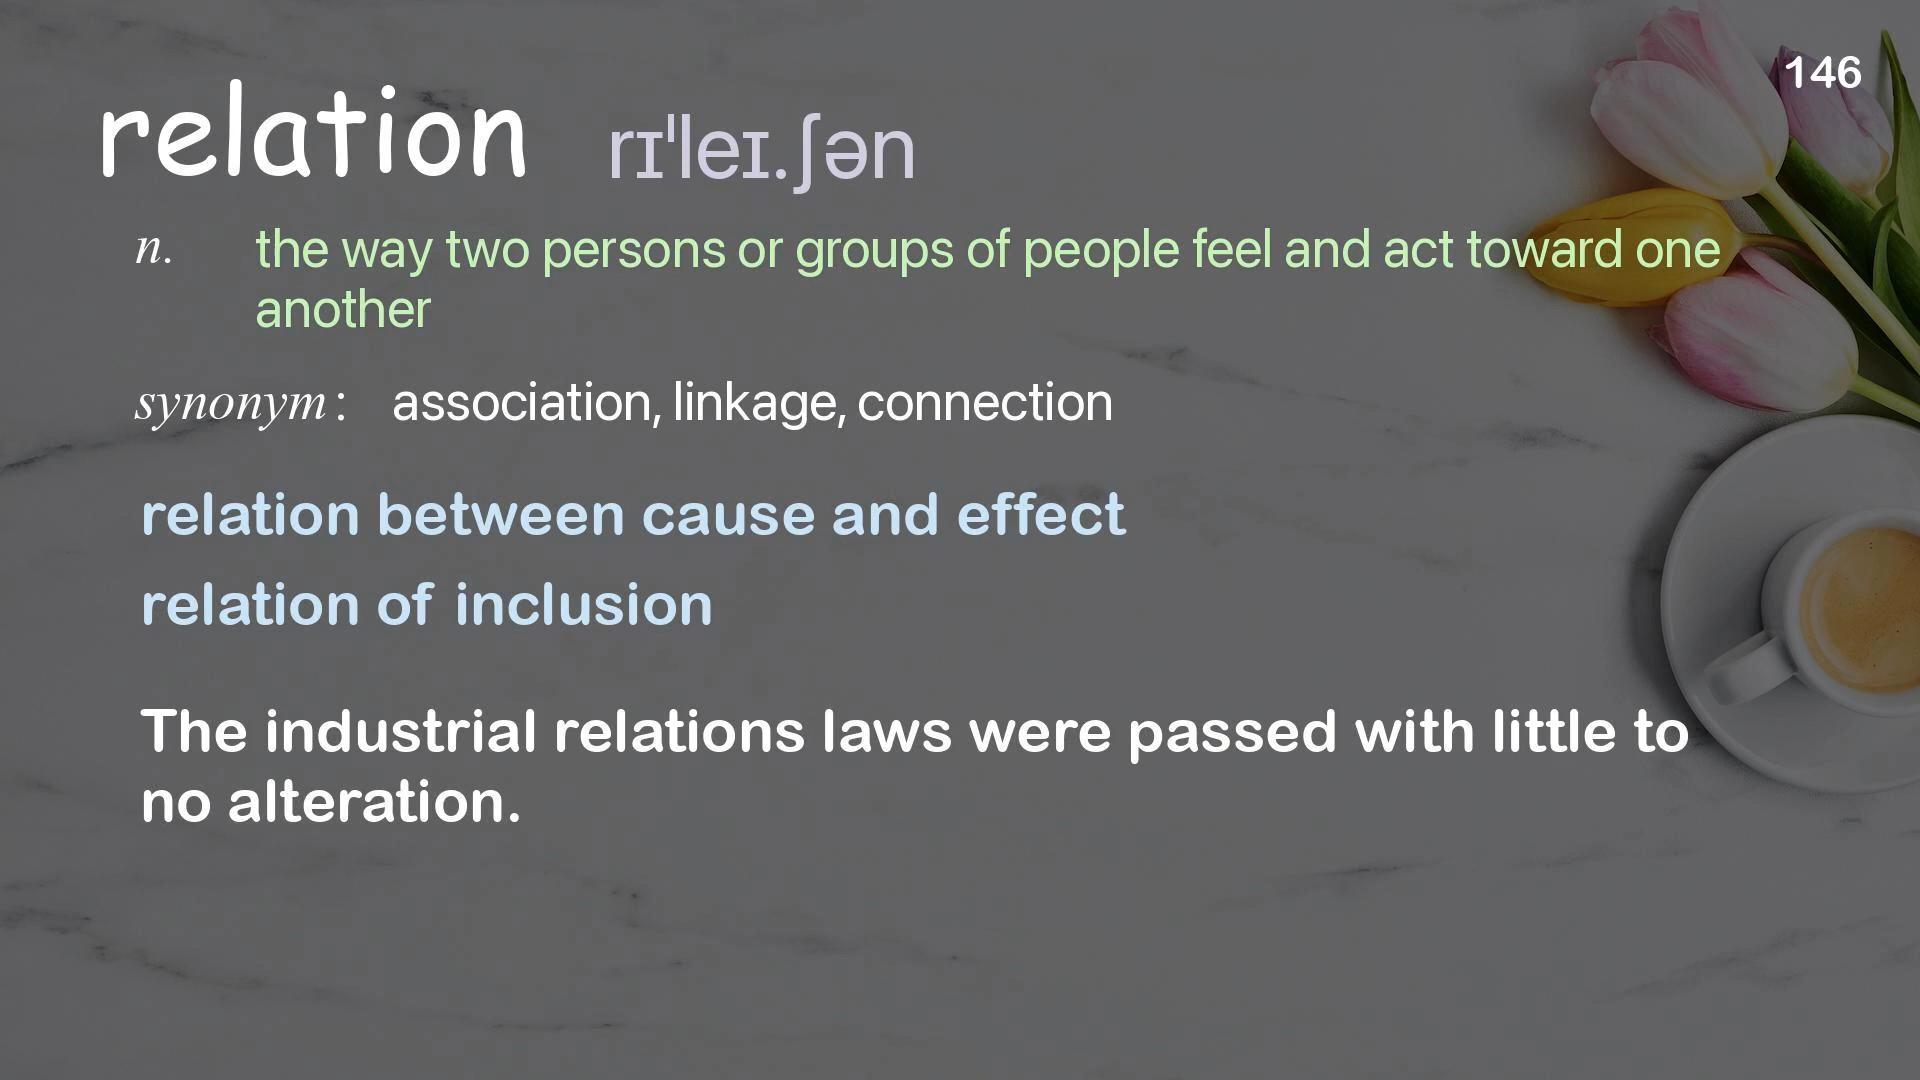 146
relation rɪˈleɪ.ʃən
n. the way two persons or groups of people feel and act toward one
another
synonym: association, linkage, connection
relation between cause and effect
relation of inclusion
The industrial relations laws were passed with little to
no alteration.